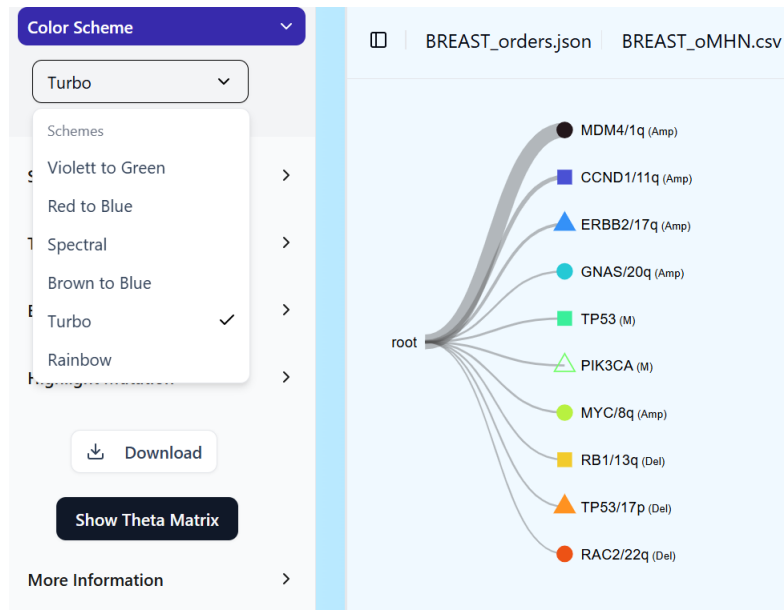 Color Scheme
Turbo
Schemes
Violett to Green
Red to Blue
Spectral
Brown to Blue
Turbo
Rainbow
Download
Show Theta Matrix
More Information
BREAST_orders.json
BREAST_oMHN.csv
root
MDM4/1q (Amp)
CCND1/11q (Amp)
ERBB2/17q (Amp)
GNAS/20q (Amp)
TP53 (M)
PIK3CA (M)
MYC/8q (Amp)
RB1/13q (Del)
TP53/17p (Del)
RAC2/22q (Del)